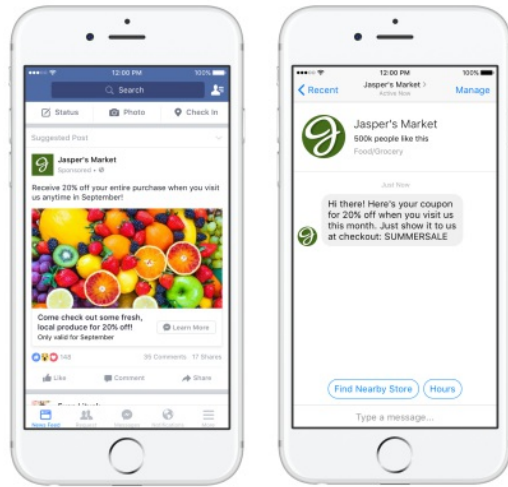 12:00 PM
100%
Search
Status
Photo
Check In
Suggested Post
Jasper's Market
Sponsored •
Receive 20% off your entire purchase when you visit
us anytime in September!
Come check out some fresh,
local produce for 20% off!
Learn More
Only valid for September
148
35 Comments 17 Shares
Like
Comment
Share
News Feed
Requests
Messages
Notifications
More
12:00 PM
100%
Recent
Jasper's Market >
Active Now
Manage
Jasper's Market
500k people like this
Food/Grocery
Just Now
Hi there! Here's your coupon
for 20% off when you visit us
this month. Just show it to us
at checkout: SUMMERSALE
Find Nearby Store
Hours
Type a message...